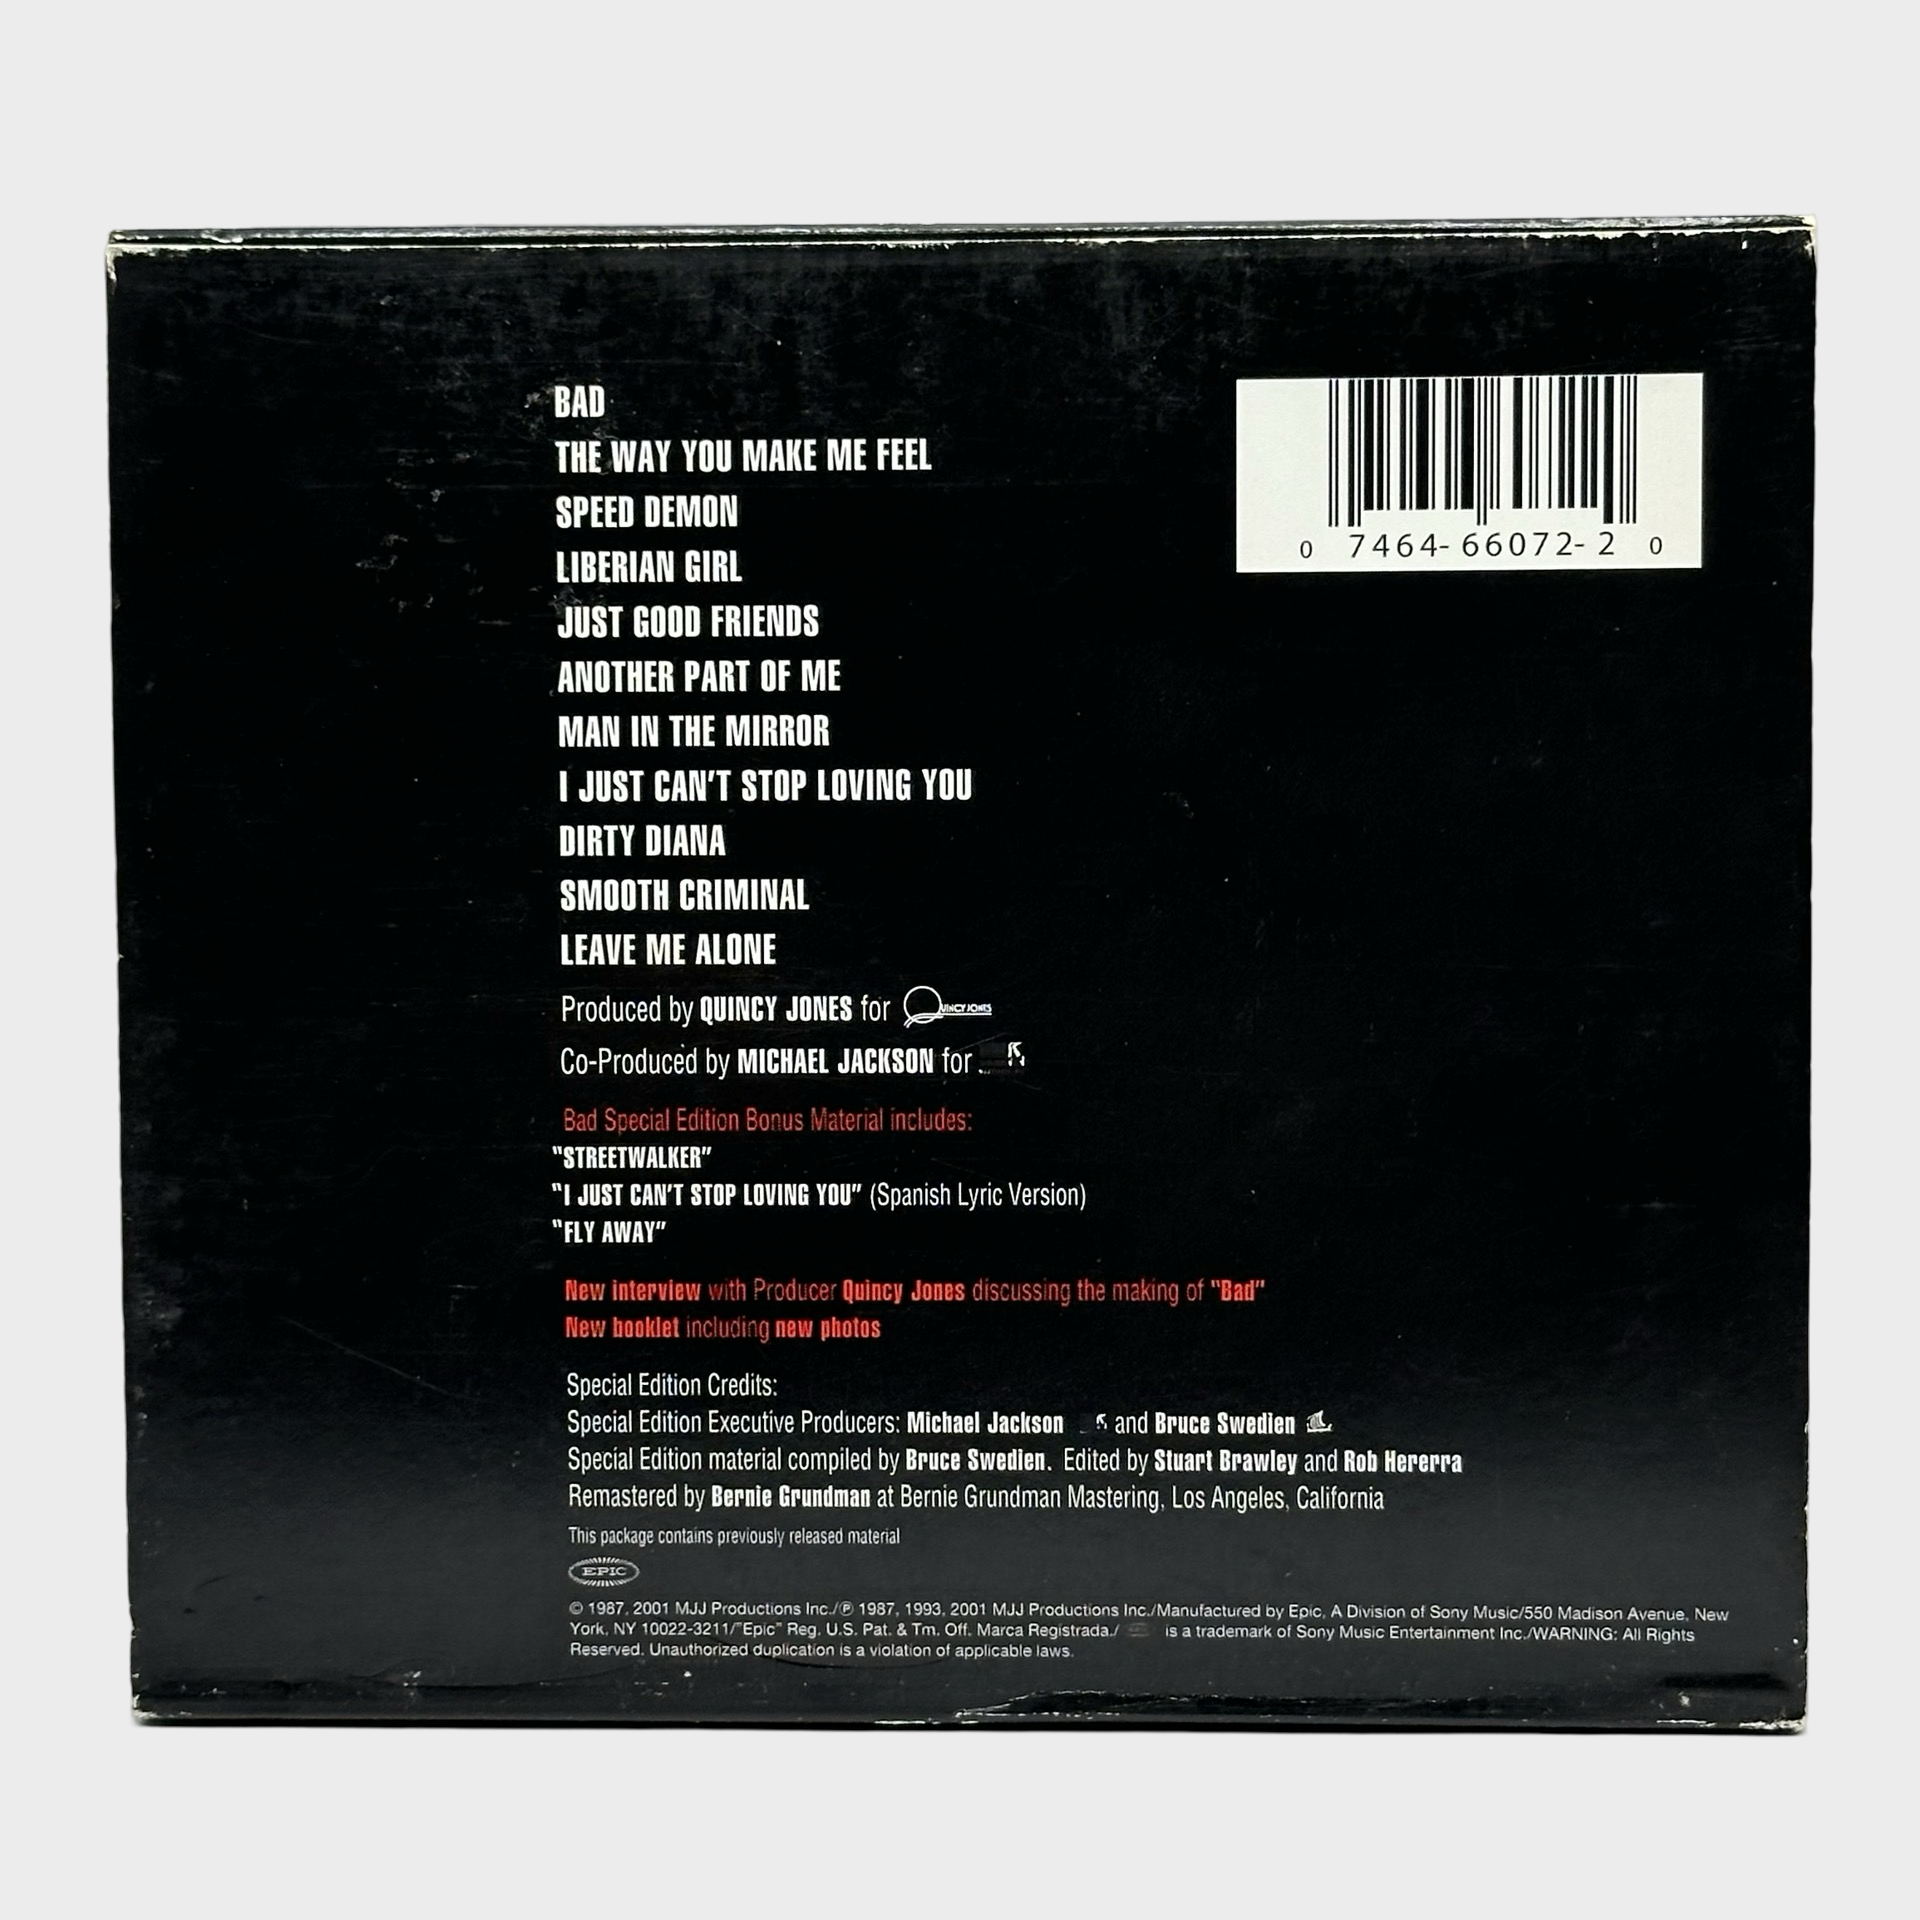 BAD
THE WAY YOU MAKE ME FEEL
SPEED DEMON
LIBERIAN GIRL
JUST GOOD FRIENDS
ANOTHER PART OF ME
MAN IN THE MIRROR
I JUST CAN'T STOP LOVING YOU
DIRTY DIANA
SMOOTH CRIMINAL
LEAVE ME ALONE
0 7464-66072-2 0
Produced by QUINCY JONES for QUINCY JONES
Co-Produced by MICHAEL JACKSON for
Bad Special Edition Bonus Material includes:
"STREETWALKER"
"I JUST CAN'T STOP LOVING YOU" (Spanish Lyric Version)
"FLY AWAY"
New interview with Producer Quincy Jones discussing the making of "Bad"
New booklet including new photos
Special Edition Credits:
Special Edition Executive Producers: Michael Jackson and Bruce Swedien
Special Edition material compiled by Bruce Swedien. Edited by Stuart Brawley and Rob Hererra
Remastered by Bernie Grundman at Bernie Grundman Mastering, Los Angeles, California
This package contains previously released material
EPIC
© 1987, 2001 MJJ Productions Inc./℗ 1987, 1993, 2001 MJJ Productions Inc./Manufactured by Epic, A Division of Sony Music/550 Madison Avenue, New
York, NY 10022-3211/"Epic" Reg. U.S. Pat. & Tm. Off. Marca Registrada./ is a trademark of Sony Music Entertainment Inc./WARNING: All Rights
Reserved. Unauthorized duplication is a violation of applicable laws.